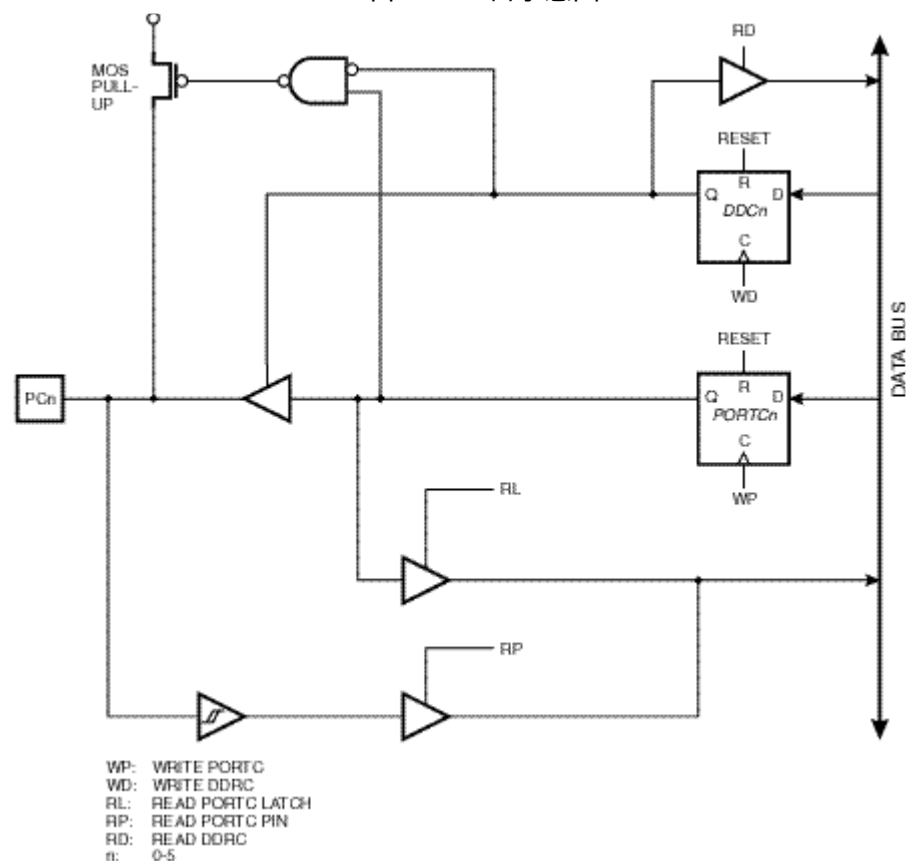 RD
MOS
PULL-
UP
RESET
R
Q
D
DDCn
C
WD
DATA BUS
RESET
PCn
R
Q
D
PORTCn
C
WP
RL
RP
WP: WRITE PORTC
WD: WRITE DDRC
RL: READ PORTC LATCH
RP: READ PORTC PIN
RD: READ DDRC
n: 0-5